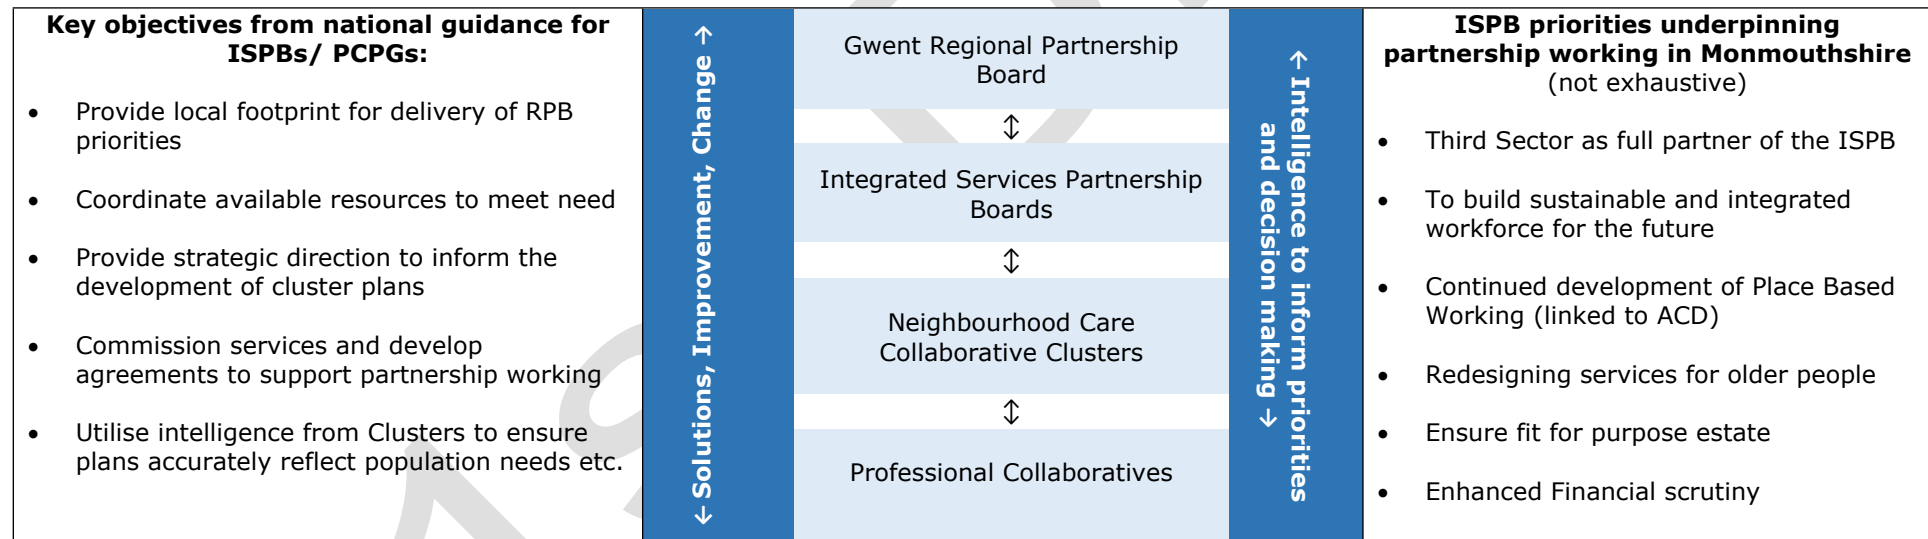 Key objectives from national guidance for
ISPBs/ PCPGs:
• Provide local footprint for delivery of RPB
priorities
• Coordinate available resources to meet need
• Provide strategic direction to inform the
development of cluster plans
• Commission services and develop
agreements to support partnership working
• Utilise intelligence from Clusters to ensure
plans accurately reflect population needs etc.
← Solutions, Improvement, Change →
Gwent Regional Partnership
Board
↕
Integrated Services Partnership
Boards
↕
Neighbourhood Care
Collaborative Clusters
↕
Professional Collaboratives
← Intelligence to inform priorities
and decision making →
ISPB priorities underpinning
partnership working in Monmouthshire
(not exhaustive)
• Third Sector as full partner of the ISPB
• To build sustainable and integrated
workforce for the future
• Continued development of Place Based
Working (linked to ACD)
• Redesigning services for older people
• Ensure fit for purpose estate
• Enhanced Financial scrutiny